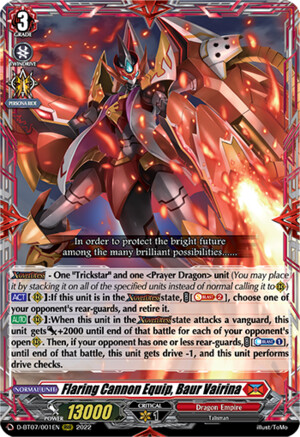 3
GRADE
TWINDRIVE
PERSONA RIDE
In order to protect the bright future
among the many brilliant possibilities......
- One "Trickstar" and one <Prayer Dragon> unit (You may place
it by stacking it on all of the specified units instead of normal calling it to
ACT :If this unit is in the state, choose one of
your opponent's rear-guards, and retire it.
AUTO :When this unit in the state attacks a vanguard, this
unit gets +2000 until end of that battle for each of your opponent's
open . Then, if your opponent has one or less rear-guards,
until end of that battle, this unit gets drive -1, and this unit performs
drive checks.
NORMAL UNIT Flaring Cannon Equip, Baur Vairina
POWER 13000 CRITICAL 1 Dragon Empire
Talisman
D-BT07/001EN RRR 2022 illust/ToMo